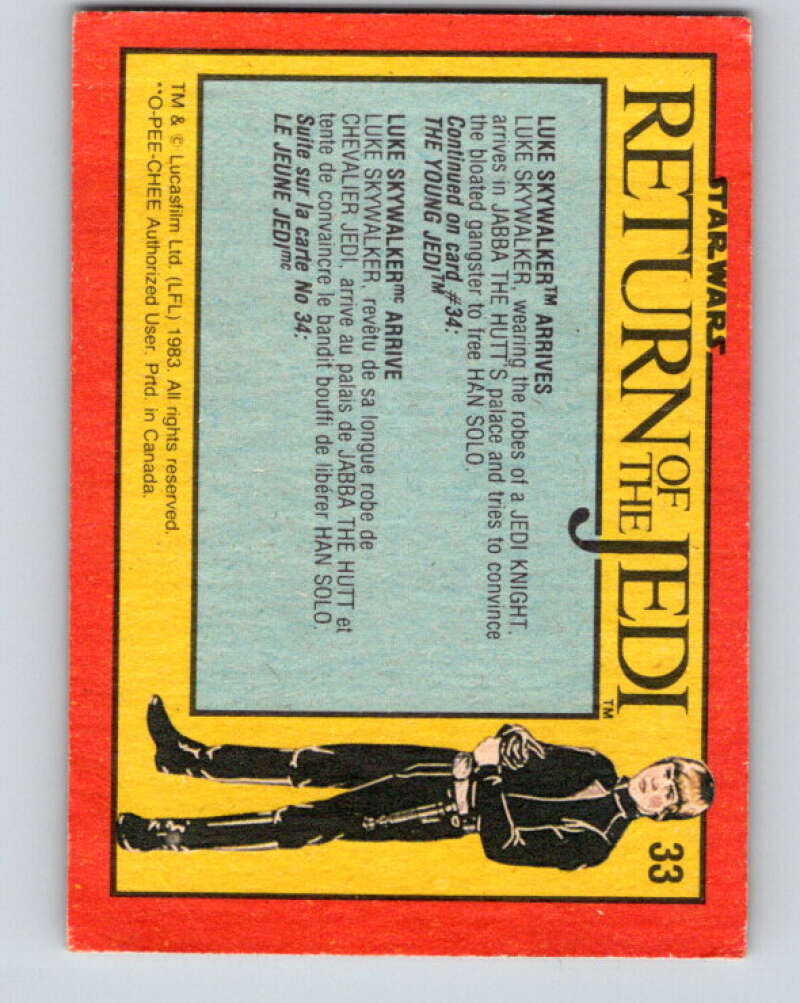 STAR WARS
RETURN OF THE JEDI™
33
LUKE SKYWALKER™ ARRIVES
LUKE SKYWALKER, wearing the robes of a JEDI KNIGHT,
arrives in JABBA THE HUTT'S palace and tries to convince
the bloated gangster to free HAN SOLO.
Continued on card #34:
THE YOUNG JEDI™
LUKE SKYWALKERmc ARRIVE
LUKE SKYWALKER, revêtu de sa longue robe de
CHEVALIER JEDI, arrive au palais de JABBA THE HUTT et
tente de convaincre le bandit bouffi de libérer HAN SOLO.
Suite sur la carte No 34:
LE JEUNE JEDImc
TM & © Lucasfilm Ltd. (LFL) 1983. All rights reserved.
**O-PEE-CHEE Authorized User. Prtd. in Canada.